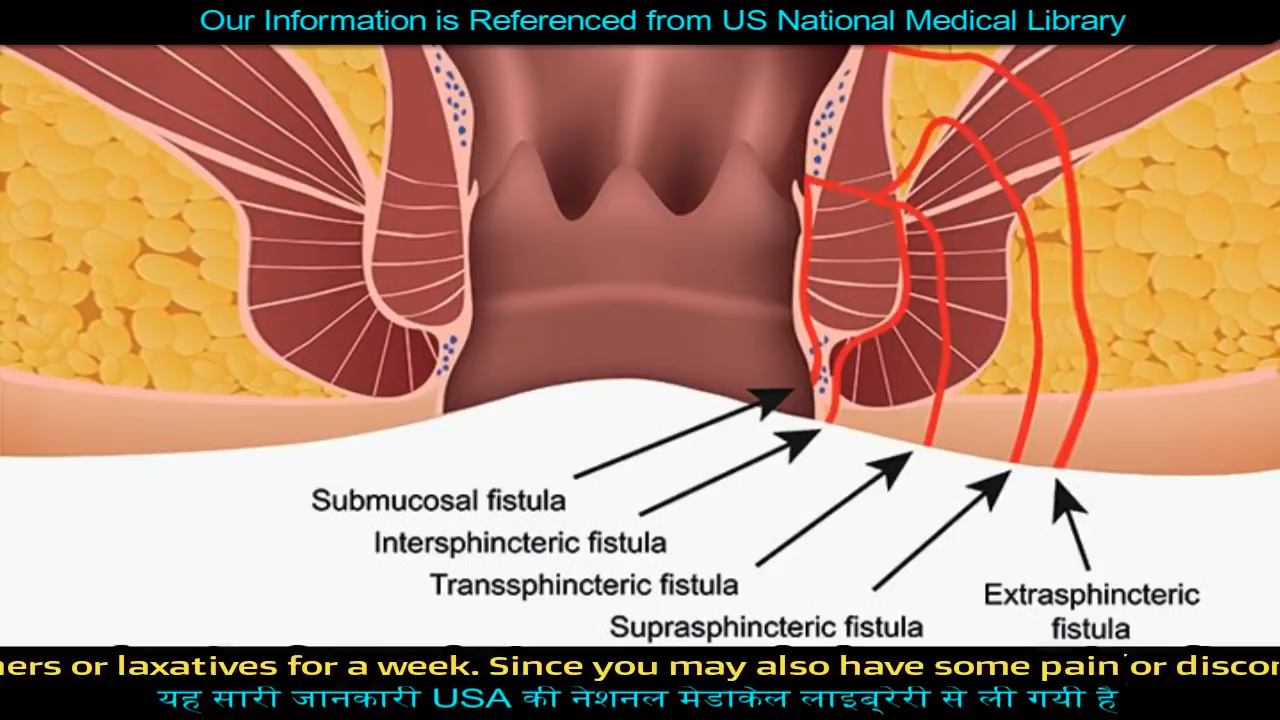 Our Information is Referenced from US National Medical Library
Submucosal fistula
Intersphincteric fistula
Transsphincteric fistula
Suprasphincteric fistula
Extrasphincteric
fistula
ners or laxatives for a week. Since you may also have some pain or discor
यह सारी जानकारी USA की नेशनल मेडाकेल लाइब्रेरी से ली गयी है